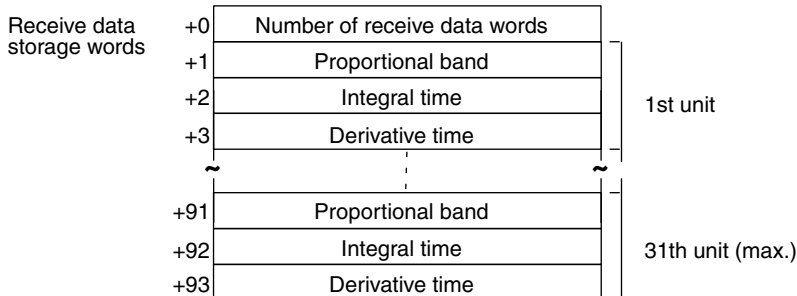 Receive data
storage words
+0 Number of receive data words
+1 Proportional band
+2 Integral time
+3 Derivative time
1st unit
~ ~
+91 Proportional band
+92 Integral time
+93 Derivative time
31th unit (max.)